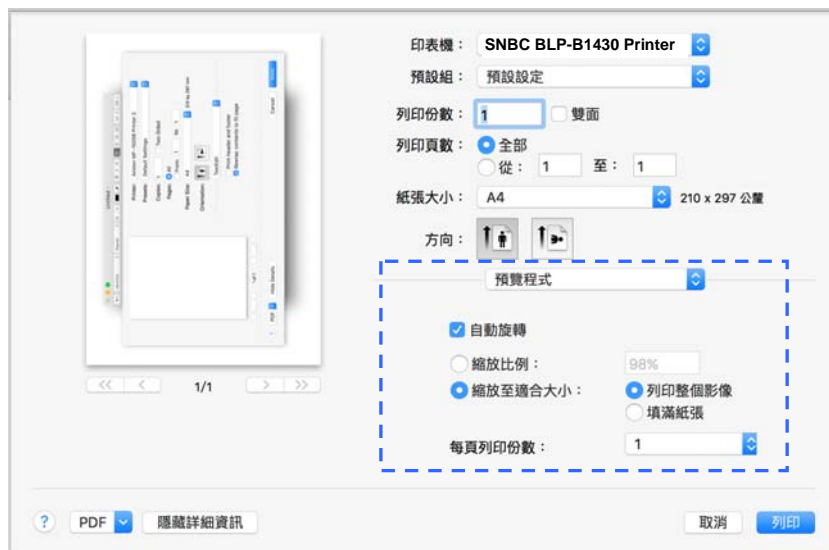 印表機： SNBC BLP-B1430 Printer
預設組： 預設設定
列印份數： 1 雙面
列印頁數： 全部
從： 1 至： 1
紙張大小： A4 210 x 297 公釐
方向：
預覽程式
自動旋轉
縮放比例： 98%
縮放至適合大小： 列印整個影像
填滿紙張
每頁列印份數： 1
1/1
? PDF 隱藏詳細資訊 取消 列印